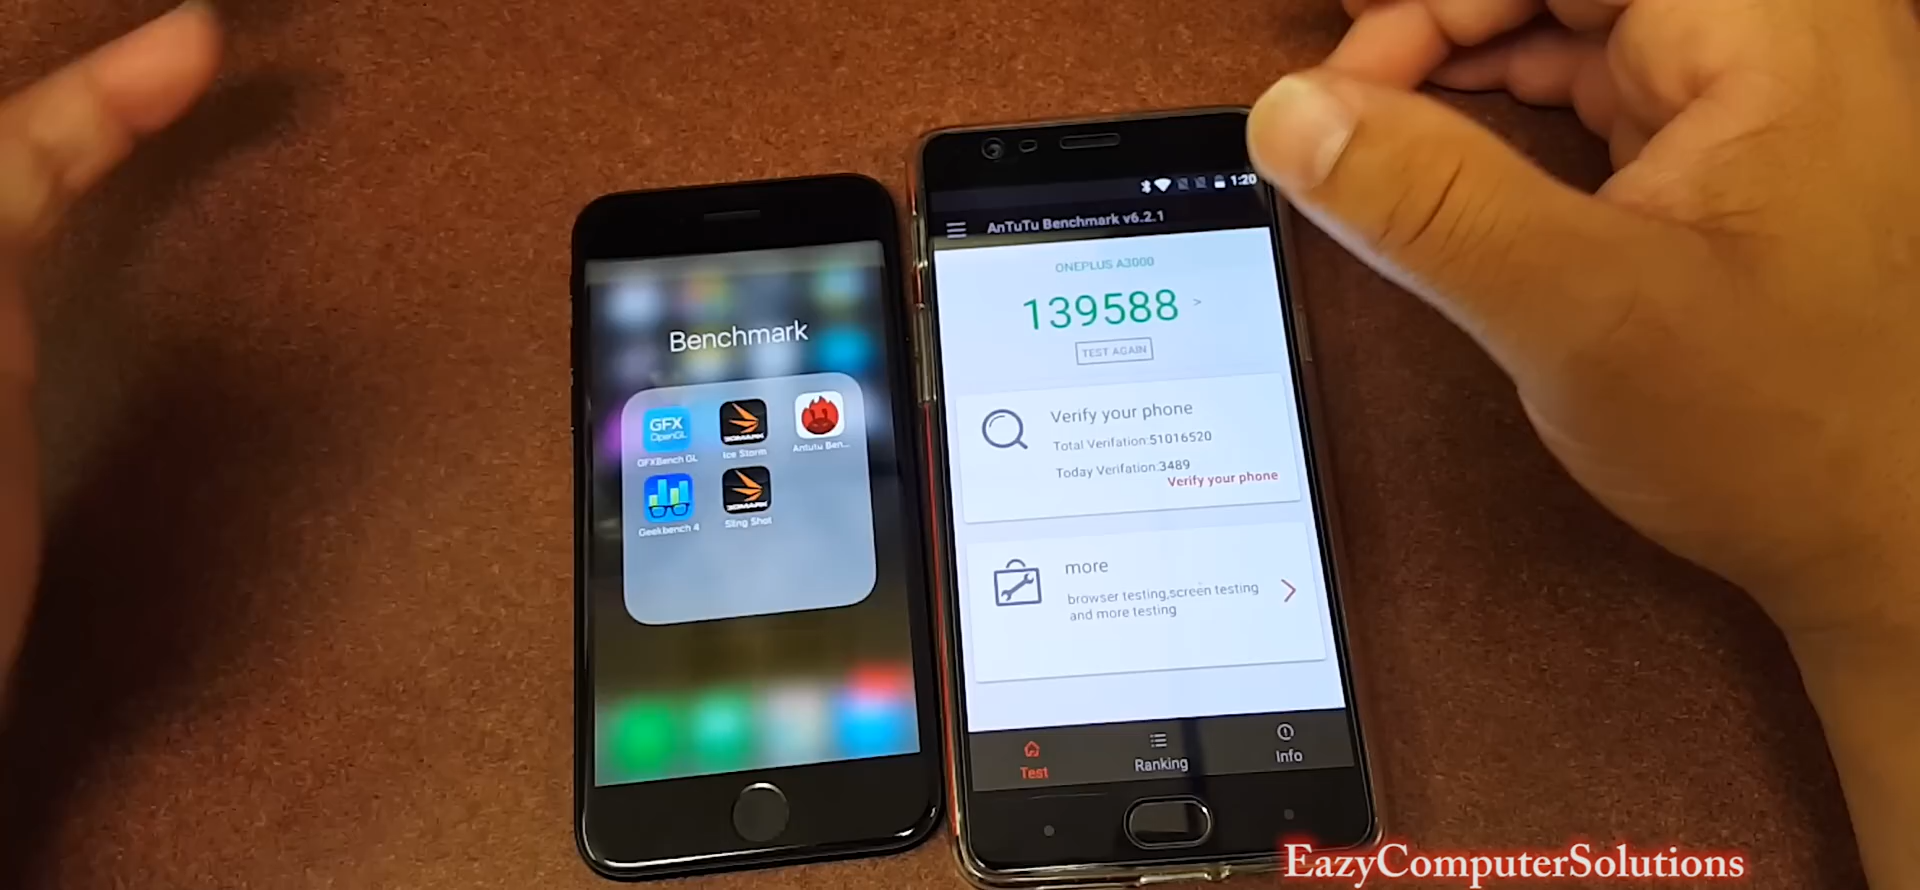 Benchmark
GFX
OpenGL
GFXBench GL
3DMARK
Ice Storm
Antutu Ben...
Geekbench 4
3DMARK
Sling Shot
1:20
AnTuTu Benchmark v6.2.1
ONEPLUS A3000
139588 >
TEST AGAIN
Verify your phone
Total Verifation:51016520
Today Verifation:3489
Verify your phone
more
browser testing,screen testing
and more testing
Test
Ranking
Info
EazyComputerSolutions